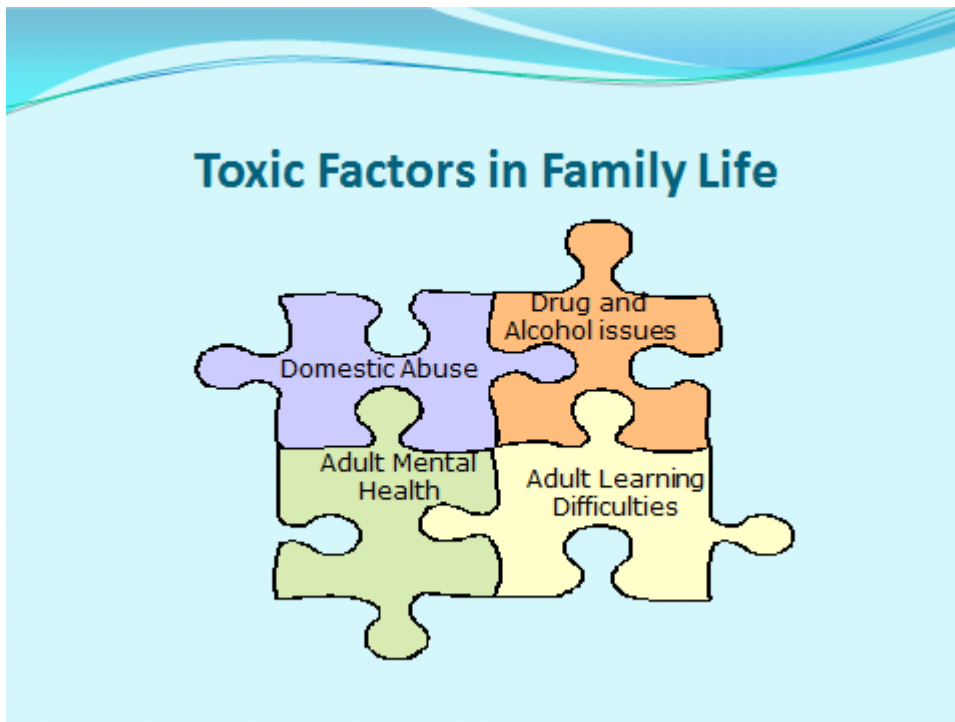 Toxic Factors in Family Life
Drug and
Alcohol issues
Domestic Abuse
Adult Mental
Health
Adult Learning
Difficulties